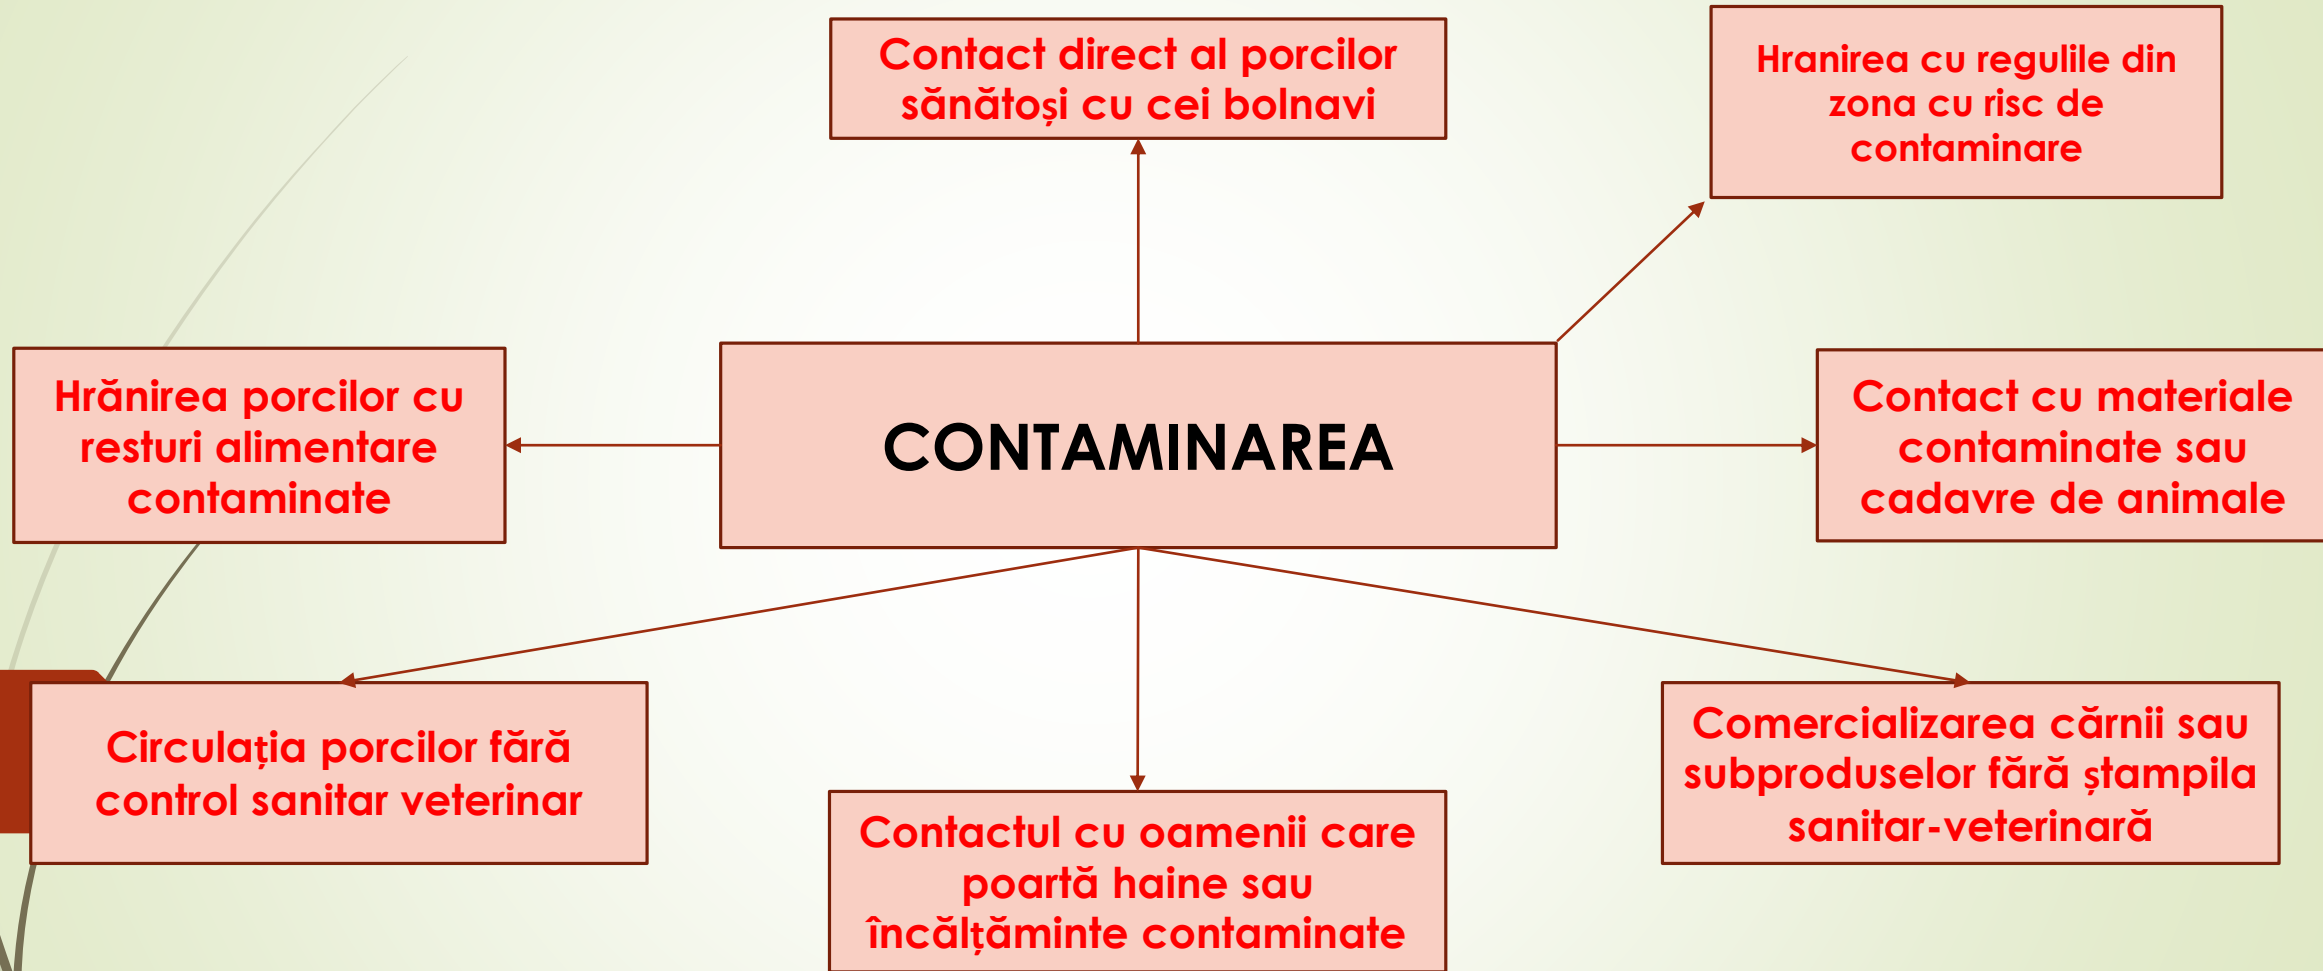 Contact direct al porcilor
sănătoși cu cei bolnavi
Hranirea cu regulile din
zona cu risc de
contaminare
Hrănirea porcilor cu
resturi alimentare
contaminate
CONTAMINAREA
Contact cu materiale
contaminate sau
cadavre de animale
Circulația porcilor fără
control sanitar veterinar
Contactul cu oamenii care
poartă haine sau
încălțăminte contaminate
Comercializarea cărnii sau
subproduselor fără ștampila
sanitar-veterinară